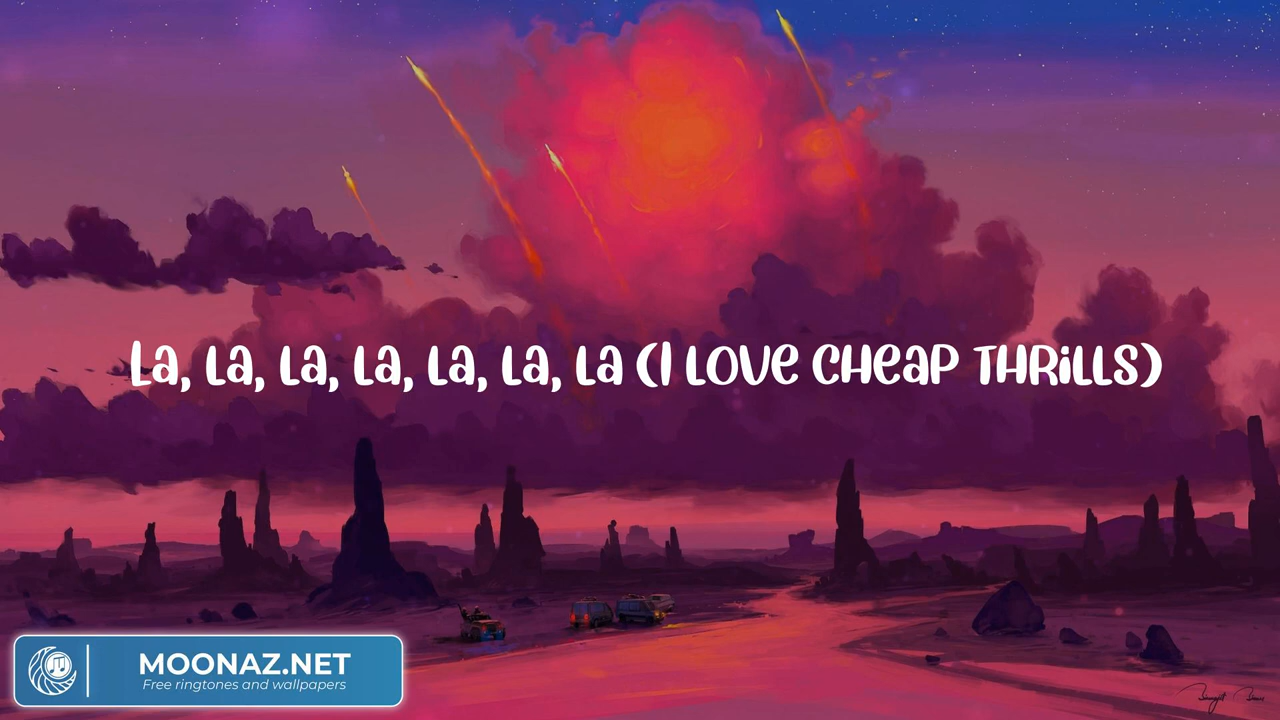 La, La, La, La, La, La, La (I LOVE CHEAP THRiLLS)
MOONAZ.NET
Free ringtones and wallpapers